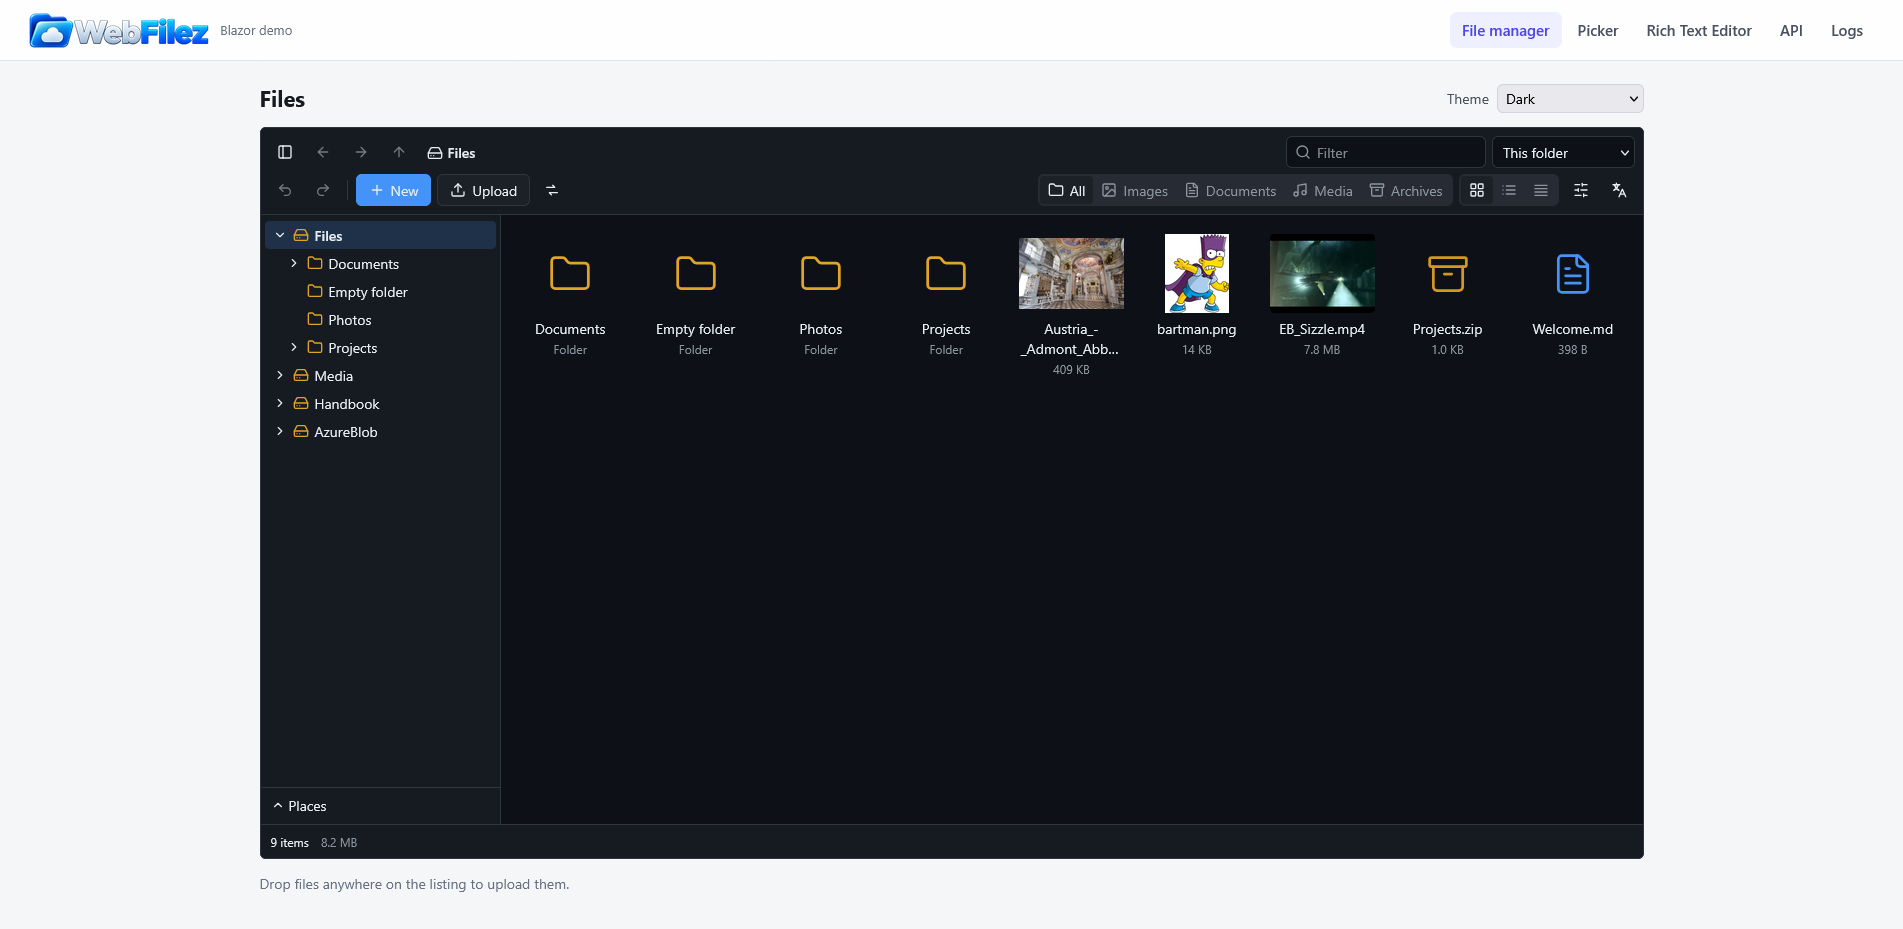 WebFilez
Blazor demo
File manager
Picker
Rich Text Editor
API
Logs
Files
Theme
Dark
Files
Filter
This folder
New
Upload
All
Images
Documents
Media
Archives
Files
Documents
Empty folder
Photos
Projects
Media
Handbook
AzureBlob
Places
Documents
Folder
Empty folder
Folder
Photos
Folder
Projects
Folder
Austria_-
_Admont_Abb...
409 KB
bartman.png
14 KB
EB_Sizzle.mp4
7.8 MB
Projects.zip
1.0 KB
Welcome.md
398 B
9 items
8.2 MB
Drop files anywhere on the listing to upload them.